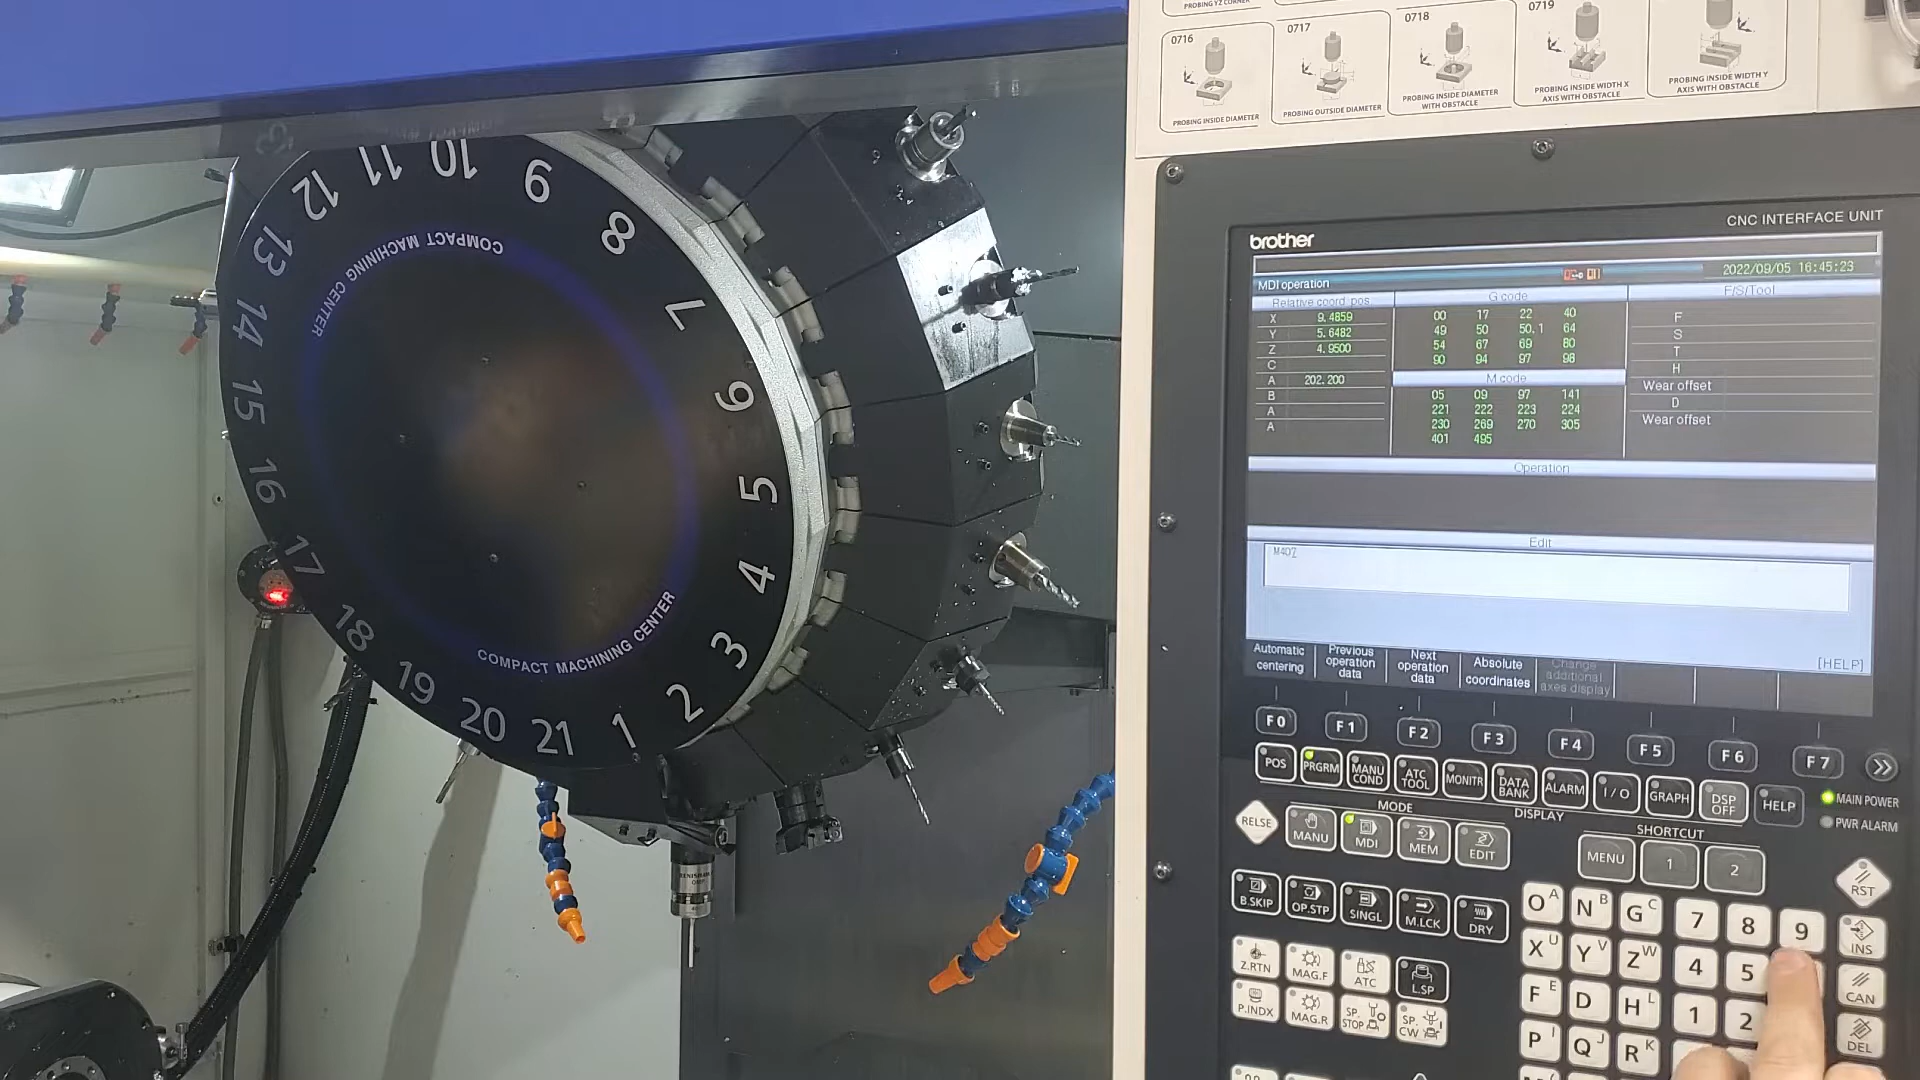 PROBING YZ CORNER
0716
PROBING INSIDE DIAMETER
0717
PROBING OUTSIDE DIAMETER
0718
PROBING INSIDE DIAMETER
WITH OBSTACLE
0719
PROBING INSIDE WIDTH X
AXIS WITH OBSTACLE
PROBING INSIDE WIDTH Y
AXIS WITH OBSTACLE
CNC INTERFACE UNIT
brother
2022/09/05 16:45:23
MDI operation
Relative coord. pos.
X 9.4859
Y 5.6482
Z 4.9500
C
A 202.200
B
A
A
G code
00 17 22 40
49 50 50.1 64
54 67 69 80
90 94 97 98
M code
05 09 97 141
221 222 223 224
230 269 270 305
401 495
F/S/Tool
F
S
T
H
Wear offset
D
Wear offset
Operation
Edit
M407
[HELP]
Automatic
centering
Previous
operation
data
Next
operation
data
Absolute
coordinates
Change
additional
axes display
F 0 F 1 F 2 F 3 F 4 F 5 F 6 F 7
POS
PRGRM
MANU
COND
ATC
TOOL
MONITR
DATA
BANK
ALARM
I / O
GRAPH
DSP
OFF
HELP
MAIN POWER
PWR ALARM
MODE
DISPLAY
SHORTCUT
RELSE
MANU
MDI
MEM
EDIT
MENU
1
2
RST
B.SKIP
OP.STP
SINGL
M.LCK
DRY
O A
N B
G C
7
8
9
INS
X U
Y V
Z W
4
5
CAN
Z.RTN
MAG.F
ATC
L.SP
F E
D
H L
1
2
DEL
P.INDX
MAG.R
SP.
STOP
SP.
CW
P I
Q J
R K
COMPACT MACHINING CENTER
COMPACT MACHINING CENTER
1
2
3
4
5
6
7
8
9
10
11
12
13
14
15
16
17
18
19
20
21
RENISHAW